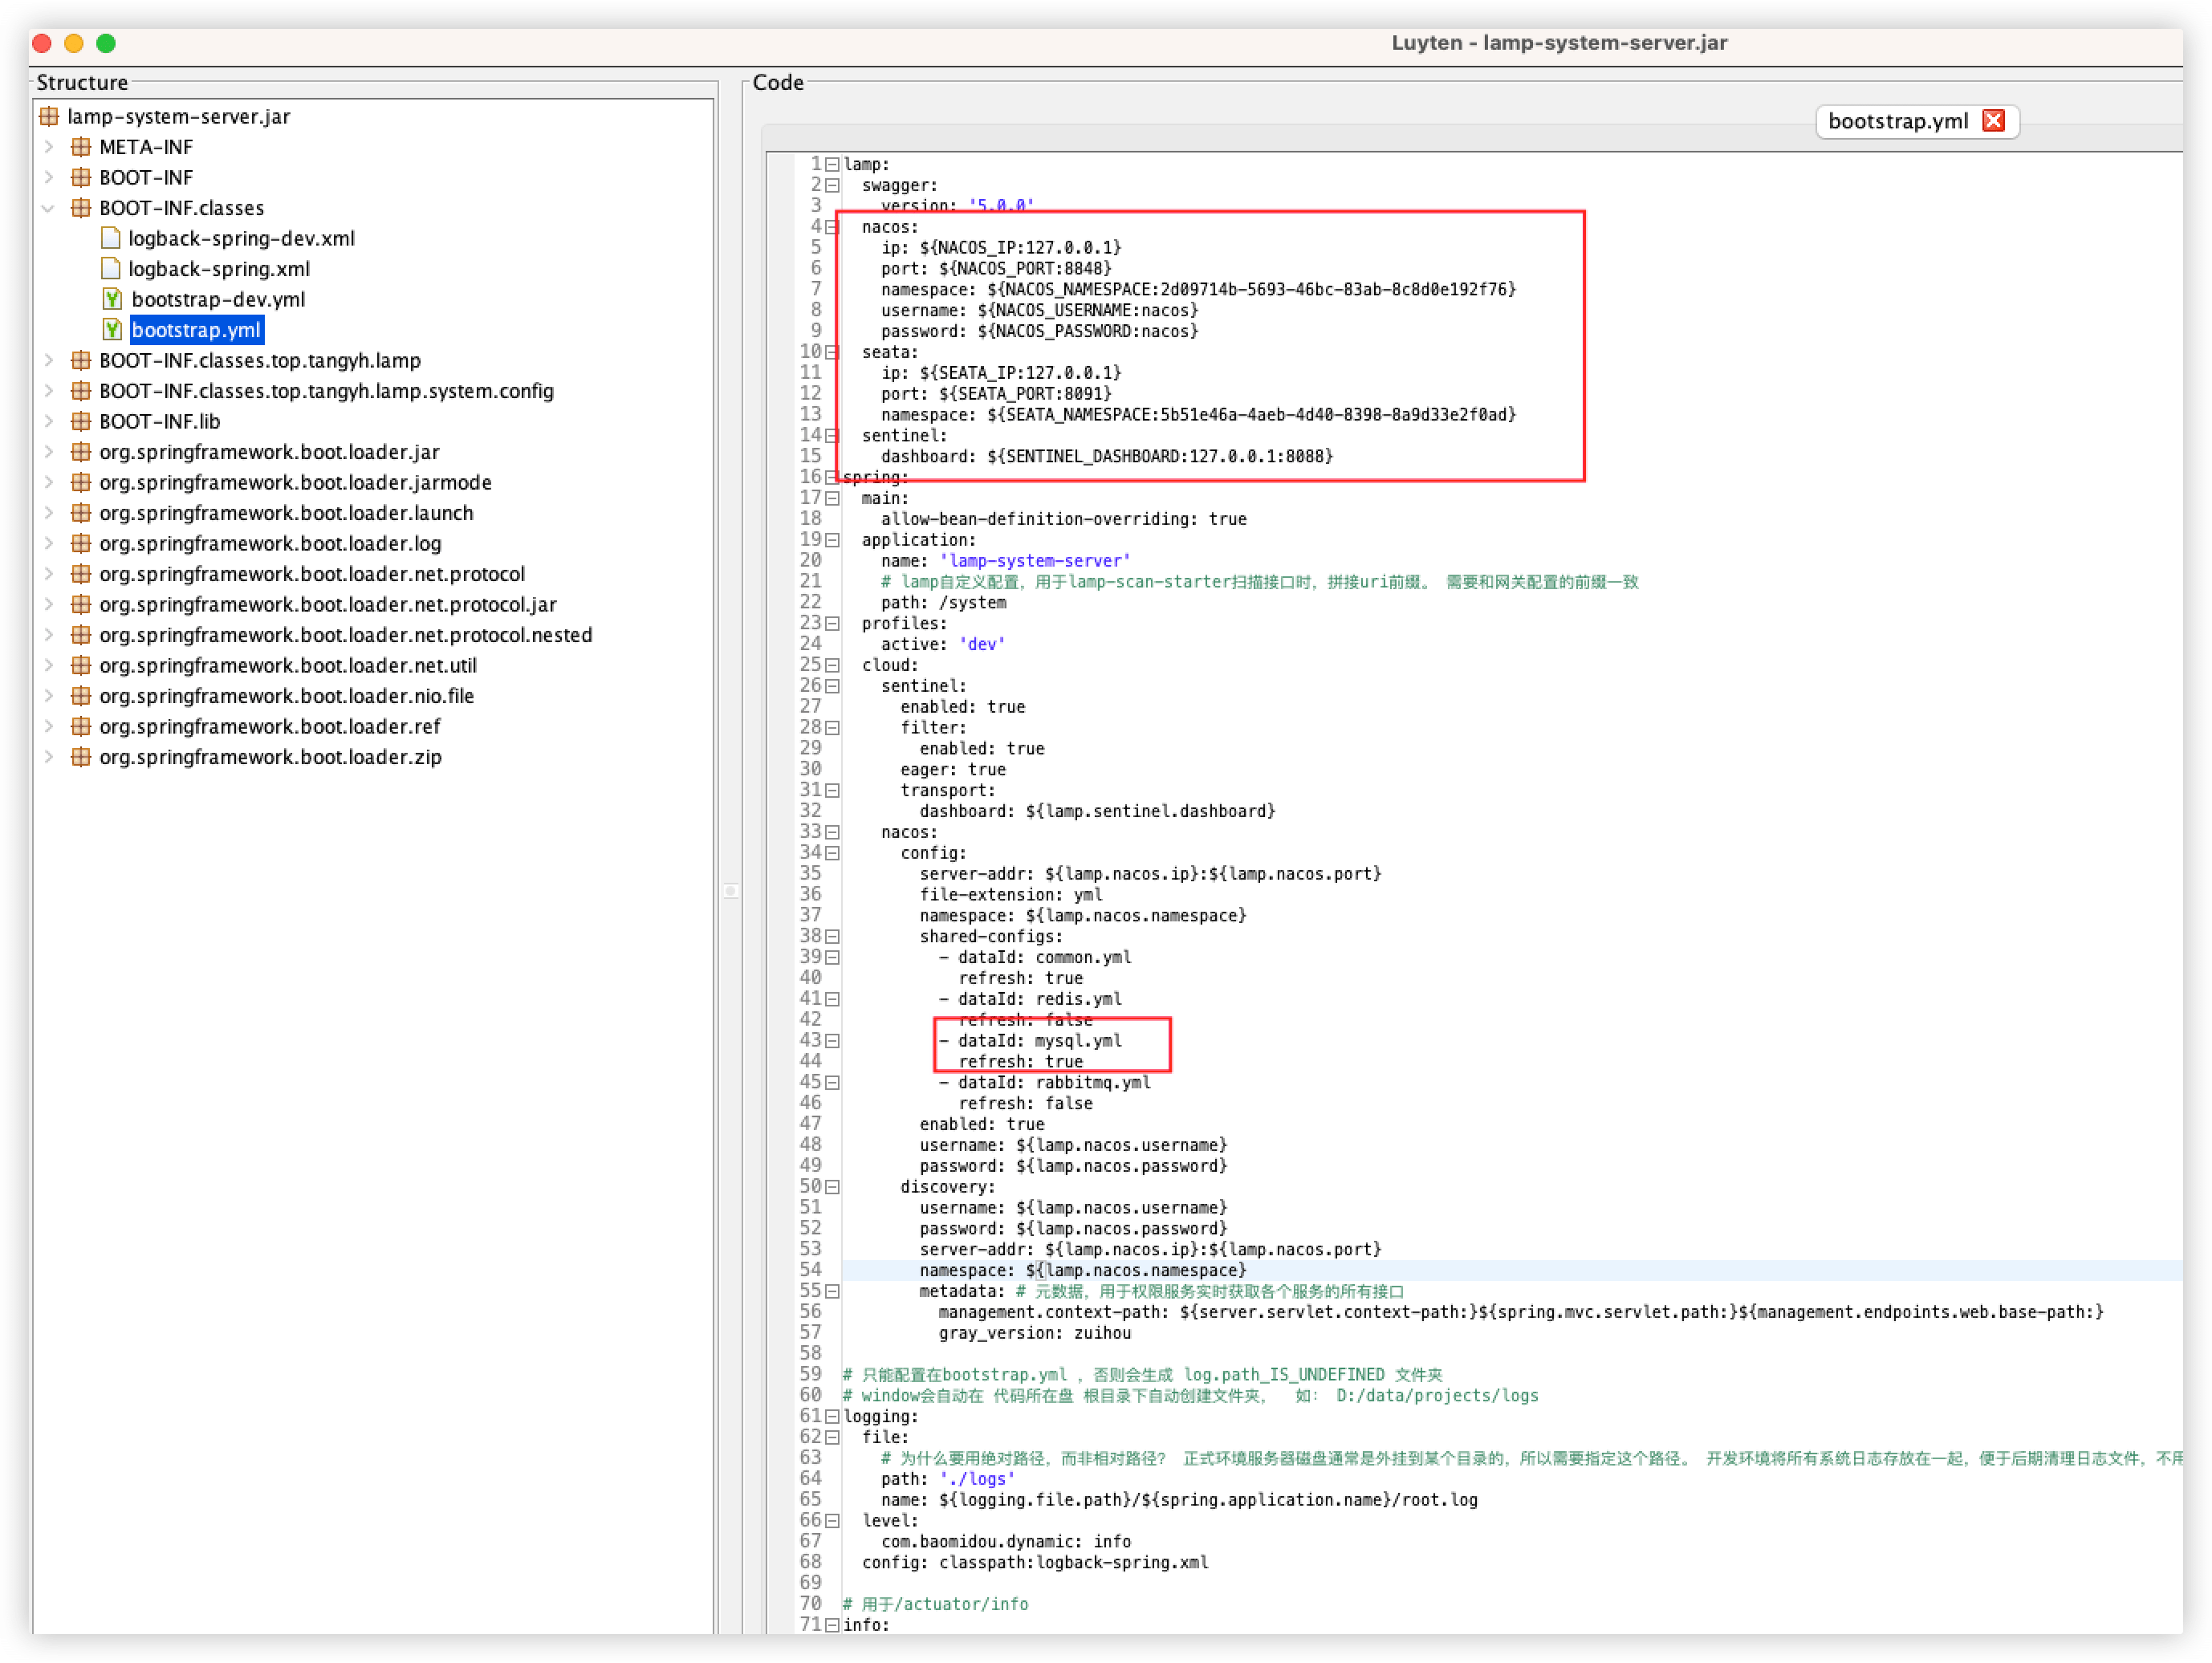 Luyten - lamp-system-server.jar
Structure
lamp-system-server.jar
META-INF
BOOT-INF
BOOT-INF.classes
logback-spring-dev.xml
logback-spring.xml
bootstrap-dev.yml
bootstrap.yml
BOOT-INF.classes.top.tangyh.lamp
BOOT-INF.classes.top.tangyh.lamp.system.config
BOOT-INF.lib
org.springframework.boot.loader.jar
org.springframework.boot.loader.jarmode
org.springframework.boot.loader.launch
org.springframework.boot.loader.log
org.springframework.boot.loader.net.protocol
org.springframework.boot.loader.net.protocol.jar
org.springframework.boot.loader.net.protocol.nested
org.springframework.boot.loader.net.util
org.springframework.boot.loader.nio.file
org.springframework.boot.loader.ref
org.springframework.boot.loader.zip
Code
bootstrap.yml
1 lamp:
2 swagger:
3 version: '5.0.0'
4 nacos:
5 ip: ${NACOS_IP:127.0.0.1}
6 port: ${NACOS_PORT:8848}
7 namespace: ${NACOS_NAMESPACE:2d09714b-5693-46bc-83ab-8c8d0e192f76}
8 username: ${NACOS_USERNAME:nacos}
9 password: ${NACOS_PASSWORD:nacos}
10 seata:
11 ip: ${SEATA_IP:127.0.0.1}
12 port: ${SEATA_PORT:8091}
13 namespace: ${SEATA_NAMESPACE:5b51e46a-4aeb-4d40-8398-8a9d33e2f0ad}
14 sentinel:
15 dashboard: ${SENTINEL_DASHBOARD:127.0.0.1:8088}
16 spring:
17 main:
18 allow-bean-definition-overriding: true
19 application:
20 name: 'lamp-system-server'
21 # lamp自定义配置，用于lamp-scan-starter扫描接口时，拼接uri前缀。 需要和网关配置的前缀一致
22 path: /system
23 profiles:
24 active: 'dev'
25 cloud:
26 sentinel:
27 enabled: true
28 filter:
29 enabled: true
30 eager: true
31 transport:
32 dashboard: ${lamp.sentinel.dashboard}
33 nacos:
34 config:
35 server-addr: ${lamp.nacos.ip}:${lamp.nacos.port}
36 file-extension: yml
37 namespace: ${lamp.nacos.namespace}
38 shared-configs:
39 - dataId: common.yml
40 refresh: true
41 - dataId: redis.yml
42 refresh: false
43 - dataId: mysql.yml
44 refresh: true
45 - dataId: rabbitmq.yml
46 refresh: false
47 enabled: true
48 username: ${lamp.nacos.username}
49 password: ${lamp.nacos.password}
50 discovery:
51 username: ${lamp.nacos.username}
52 password: ${lamp.nacos.password}
53 server-addr: ${lamp.nacos.ip}:${lamp.nacos.port}
54 namespace: ${lamp.nacos.namespace}
55 metadata: # 元数据，用于权限服务实时获取各个服务的所有接口
56 management.context-path: ${server.servlet.context-path:}${spring.mvc.servlet.path:}${management.endpoints.web.base-path:}
57 gray_version: zuihou
58
59 # 只能配置在bootstrap.yml ，否则会生成 log.path_IS_UNDEFINED 文件夹
60 # window会自动在 代码所在盘 根目录下自动创建文件夹， 如： D:/data/projects/logs
61 logging:
62 file:
63 # 为什么要用绝对路径，而非相对路径？ 正式环境服务器磁盘通常是外挂到某个目录的，所以需要指定这个路径。 开发环境将所有系统日志存放在一起，便于后期清理日志文件，不用
64 path: './logs'
65 name: ${logging.file.path}/${spring.application.name}/root.log
66 level:
67 com.baomidou.dynamic: info
68 config: classpath:logback-spring.xml
69
70 # 用于/actuator/info
71 info: